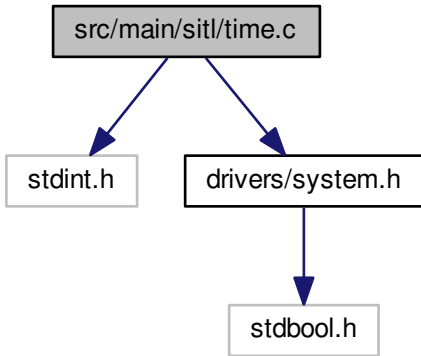 src/main/sitl/time.c
stdint.h
drivers/system.h
stdbool.h